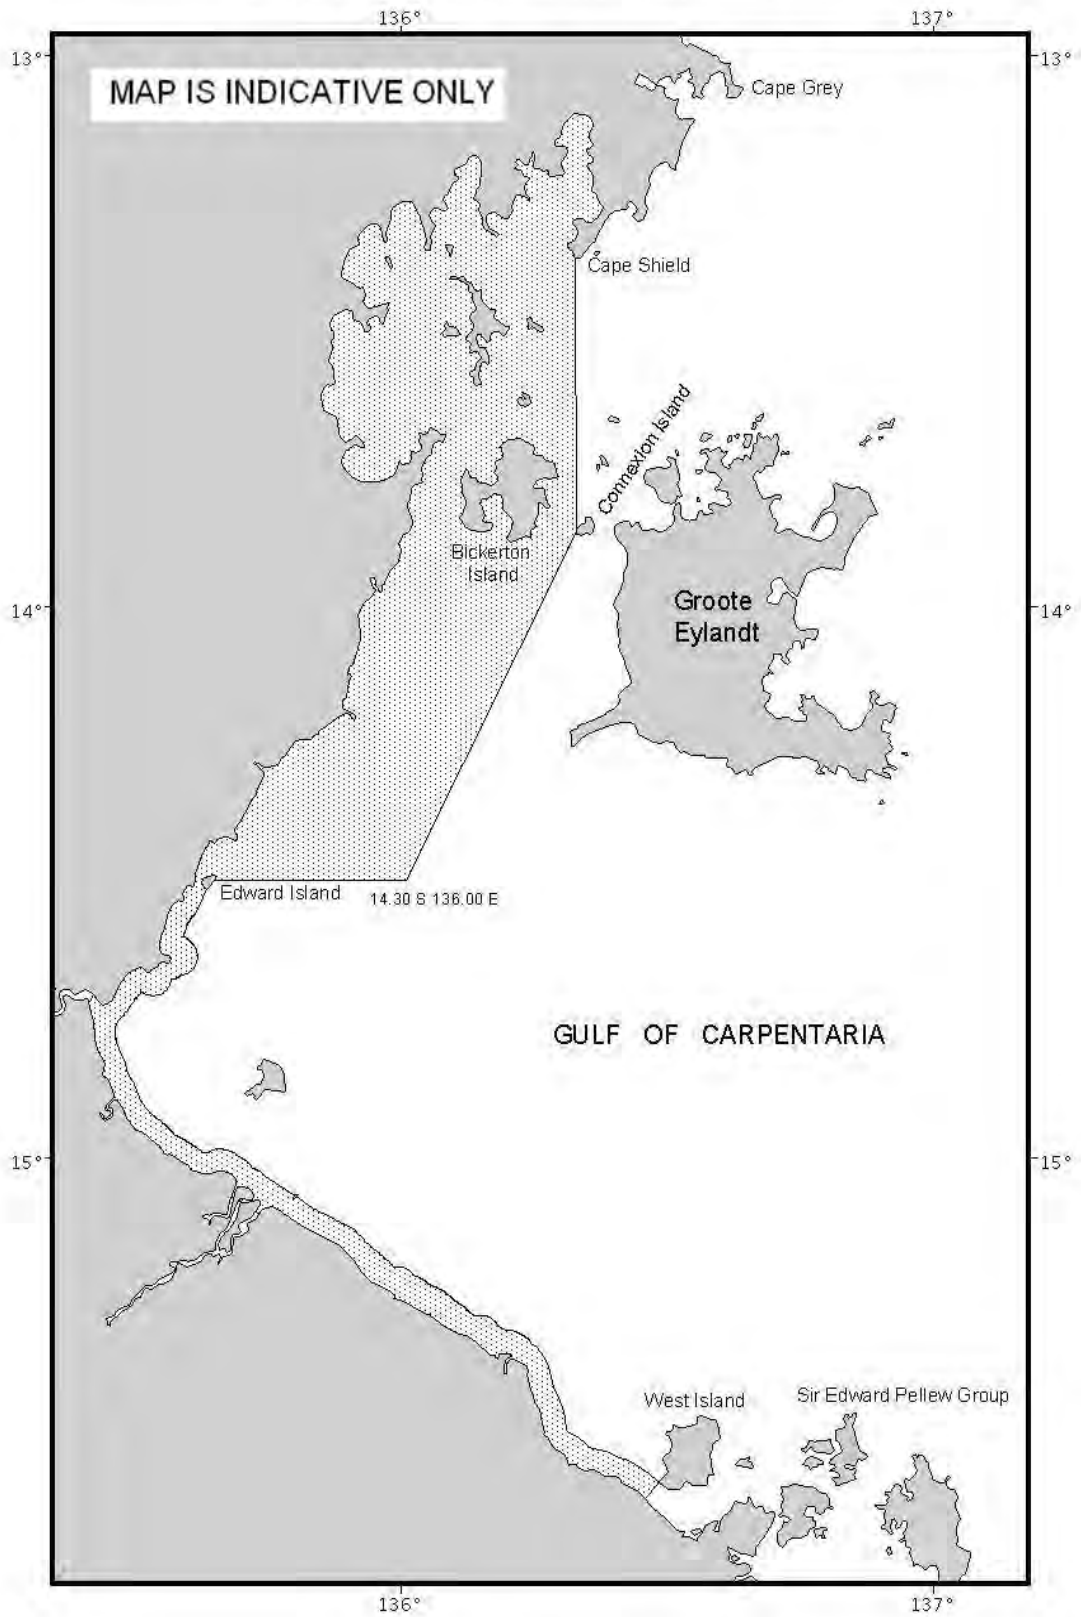 136°
137°
13°
13°
MAP IS INDICATIVE ONLY
Cape Grey
Cape Shield
Connexion Island
Bickerton
Island
14°
14°
Groote
Eylandt
Edward Island
14.30 S 136.00 E
GULF OF CARPENTARIA
15°
15°
West Island
Sir Edward Pellew Group
136°
137°